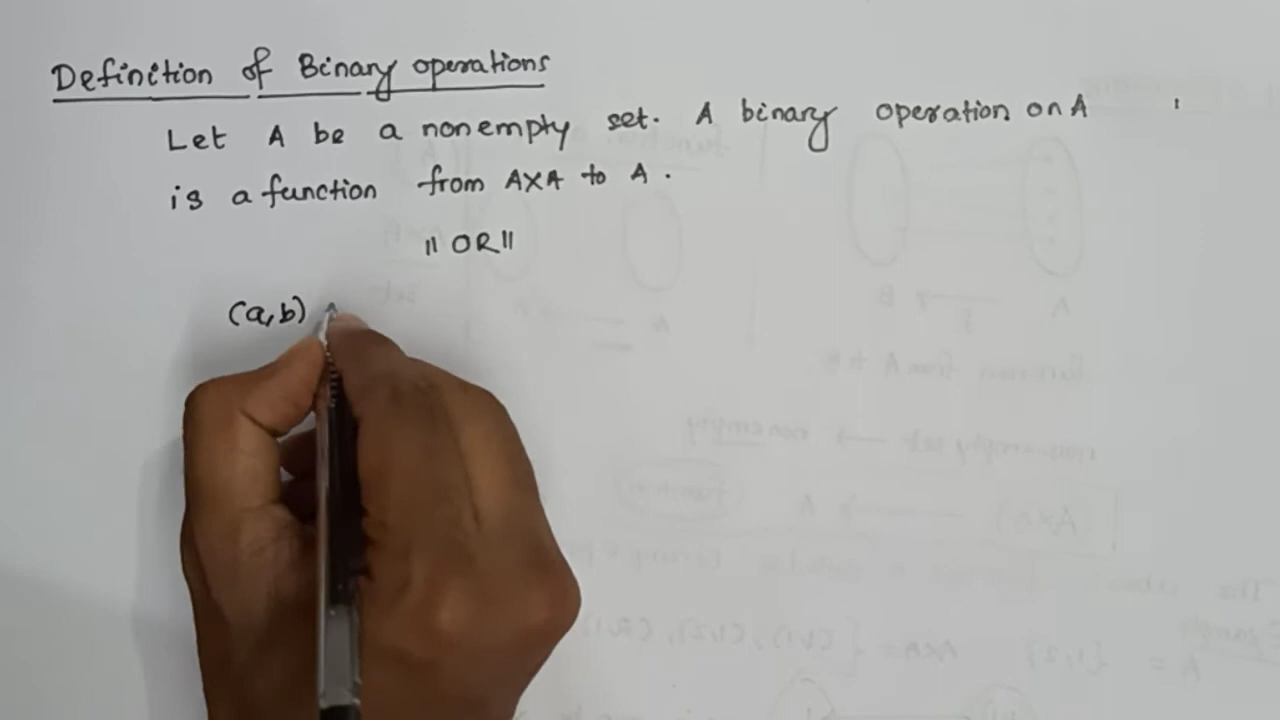 Definition of Binary operations
Let A be a nonempty set. A binary operation on A
is a function from AXA to A.
"OR"
(a,b)